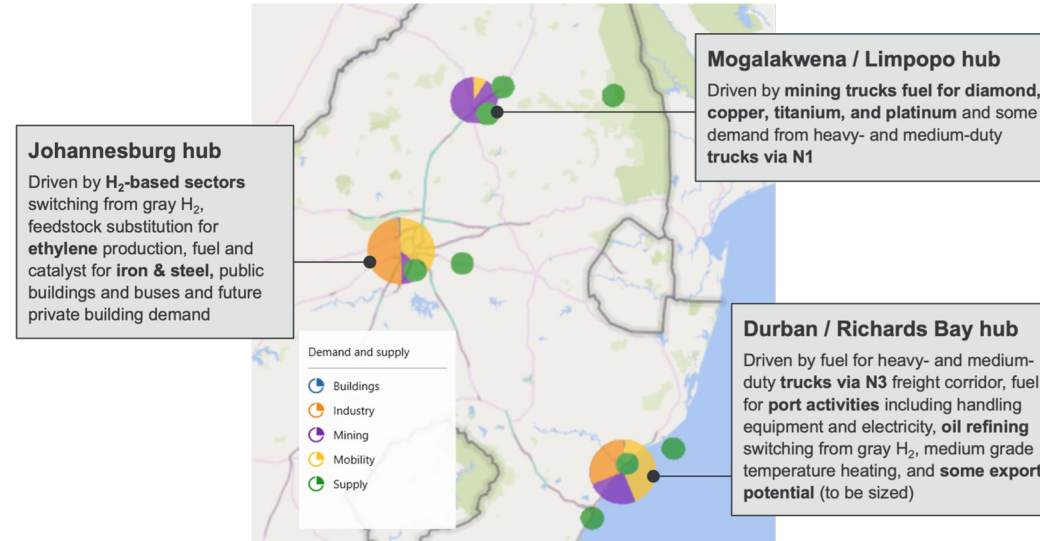 Mogalakwena / Limpopo hub
Driven by mining trucks fuel for diamond,
copper, titanium, and platinum and some
demand from heavy- and medium-duty
trucks via N1
Johannesburg hub
Driven by H₂-based sectors
switching from gray H₂,
feedstock substitution for
ethylene production, fuel and
catalyst for iron & steel, public
buildings and buses and future
private building demand
Demand and supply
Buildings
Industry
Mining
Mobility
Supply
Durban / Richards Bay hub
Driven by fuel for heavy- and medium-
duty trucks via N3 freight corridor, fuel
for port activities including handling
equipment and electricity, oil refining
switching from gray H₂, medium grade
temperature heating, and some export
potential (to be sized)